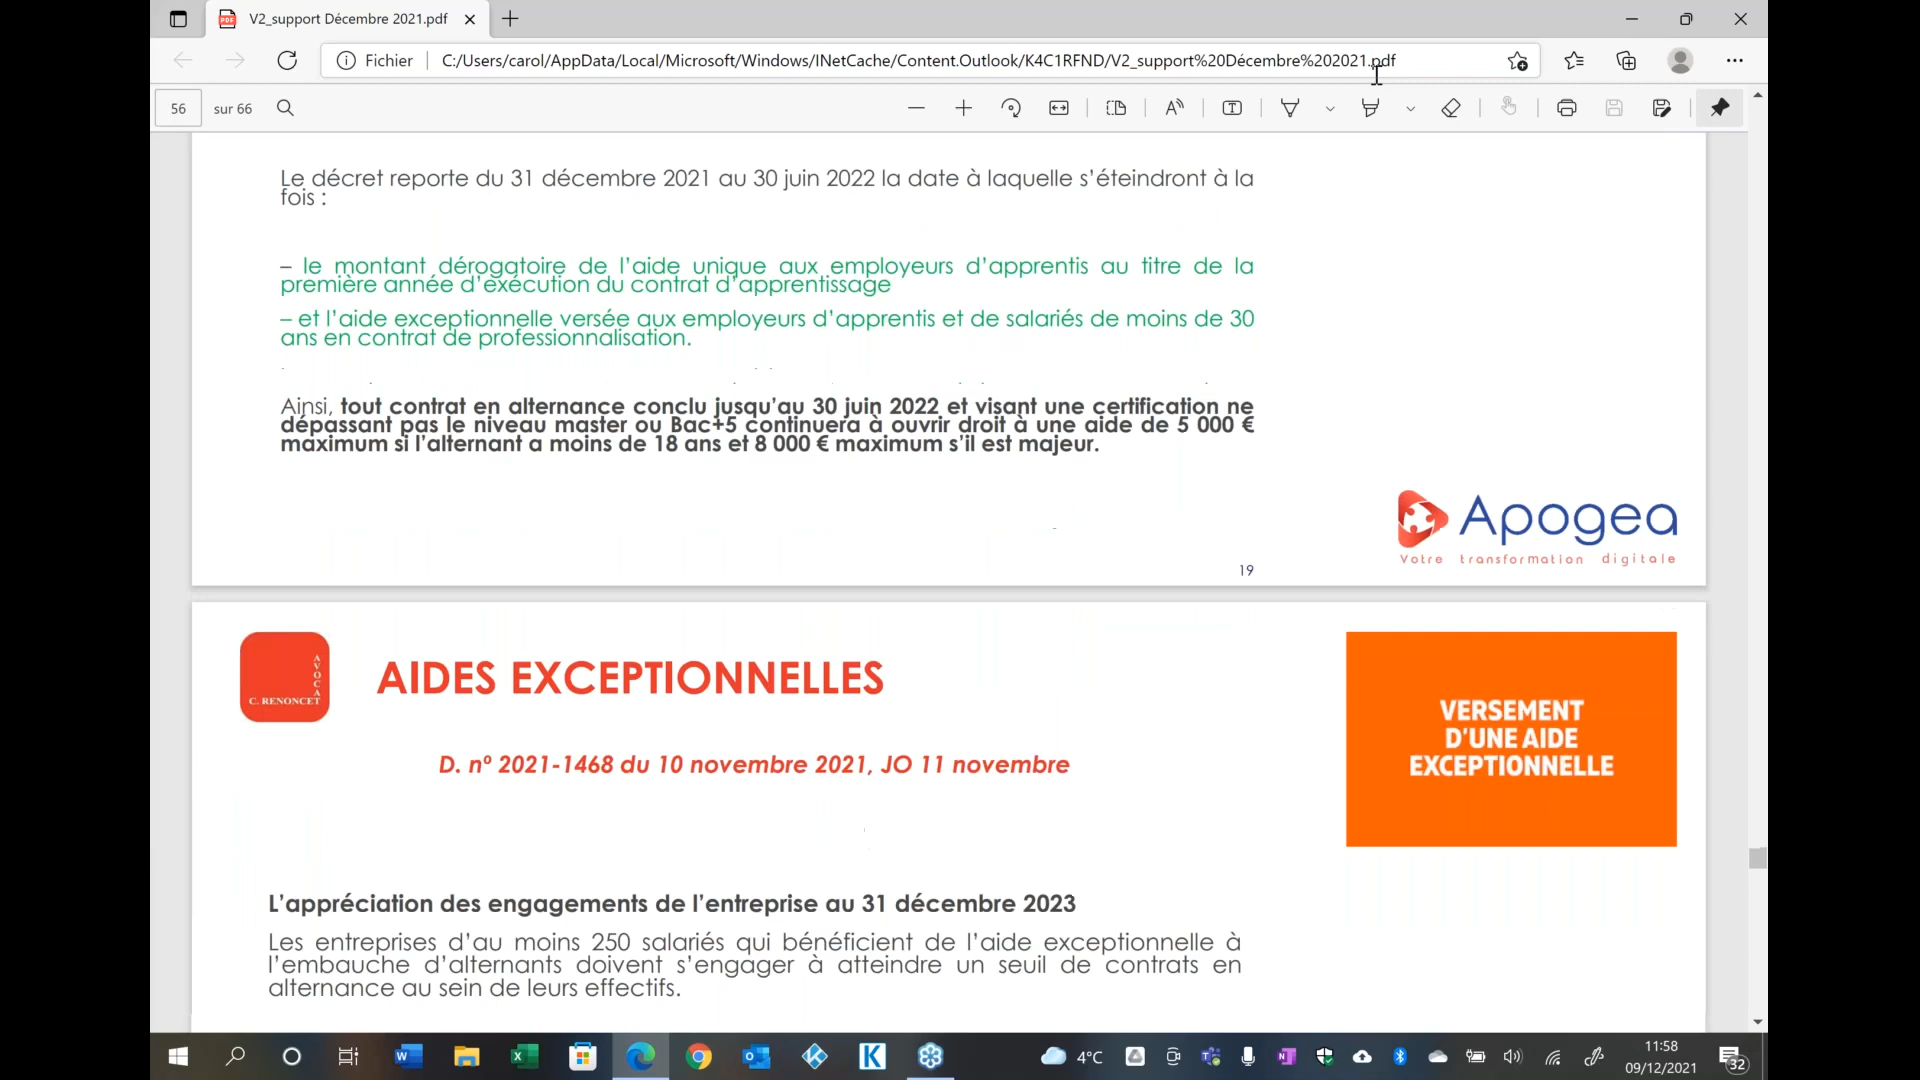 V2_support Décembre 2021.pdf
Fichier
C:/Users/carol/AppData/Local/Microsoft/Windows/INetCache/Content.Outlook/K4C1RFND/V2_support%20Décembre%202021.pdf
56 sur 66
Le décret reporte du 31 décembre 2021 au 30 juin 2022 la date à laquelle s’éteindront à la
fois :
– le montant dérogatoire de l’aide unique aux employeurs d’apprentis au titre de la
première année d’exécution du contrat d’apprentissage
– et l’aide exceptionnelle versée aux employeurs d’apprentis et de salariés de moins de 30
ans en contrat de professionnalisation.
Ainsi, tout contrat en alternance conclu jusqu’au 30 juin 2022 et visant une certification ne
dépassant pas le niveau master ou Bac+5 continuera à ouvrir droit à une aide de 5 000 €
maximum si l’alternant a moins de 18 ans et 8 000 € maximum s’il est majeur.
Apogea
Votre transformation digitale
19
AVOCAT
C. RENONCET
AIDES EXCEPTIONNELLES
VERSEMENT
D’UNE AIDE
EXCEPTIONNELLE
D. nº 2021-1468 du 10 novembre 2021, JO 11 novembre
L’appréciation des engagements de l’entreprise au 31 décembre 2023
Les entreprises d’au moins 250 salariés qui bénéficient de l’aide exceptionnelle à
l’embauche d’alternants doivent s’engager à atteindre un seuil de contrats en
alternance au sein de leurs effectifs.
4°C
11:58
09/12/2021
32